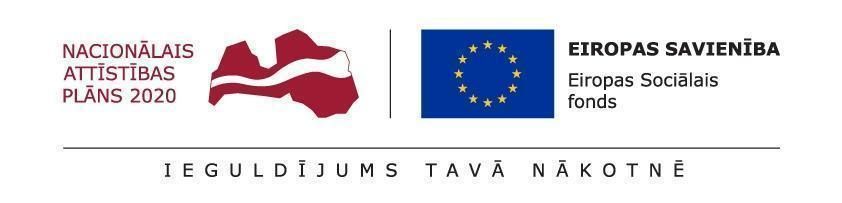 NACIONĀLAIS
ATTĪSTĪBAS
PLĀNS 2020
EIROPAS SAVIENĪBA
Eiropas Sociālais
fonds
IEGULDĪJUMS TAVĀ NĀKOTNĒ